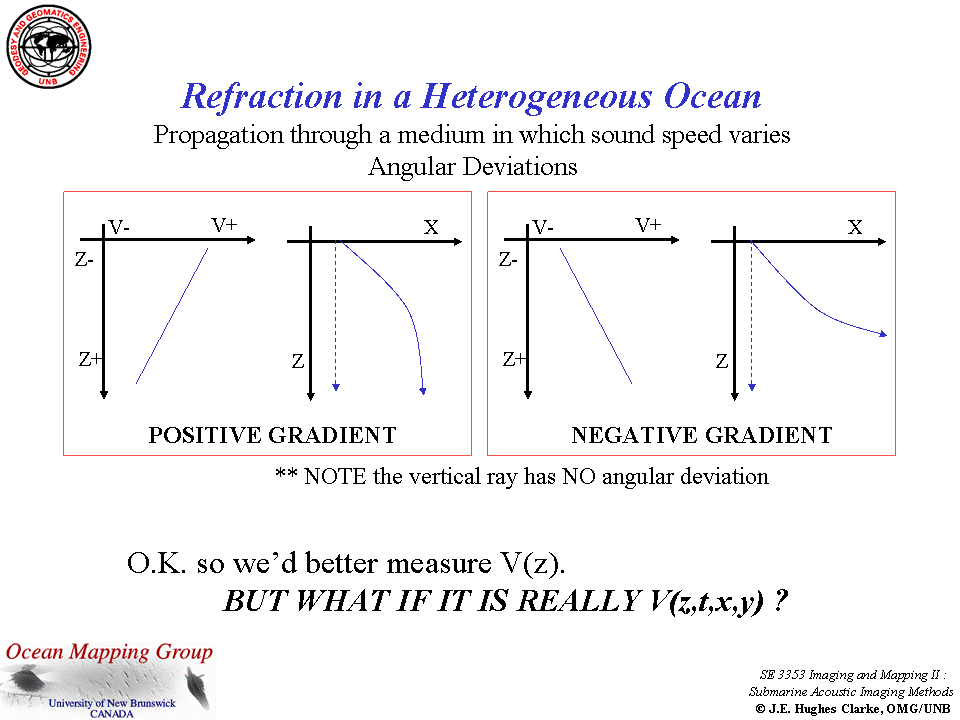 GEODESY AND GEOMATICS ENGINEERING
UNB
Refraction in a Heterogeneous Ocean
Propagation through a medium in which sound speed varies
Angular Deviations
V- V+
Z-
Z+
X
Z
POSITIVE GRADIENT
V- V+
Z-
Z+
X
Z
NEGATIVE GRADIENT
** NOTE the vertical ray has NO angular deviation
O.K. so we’d better measure V(z).
BUT WHAT IF IT IS REALLY V(z,t,x,y) ?
Ocean Mapping Group
University of New Brunswick
CANADA
SE 3353 Imaging and Mapping II :
Submarine Acoustic Imaging Methods
© J.E. Hughes Clarke, OMG/UNB